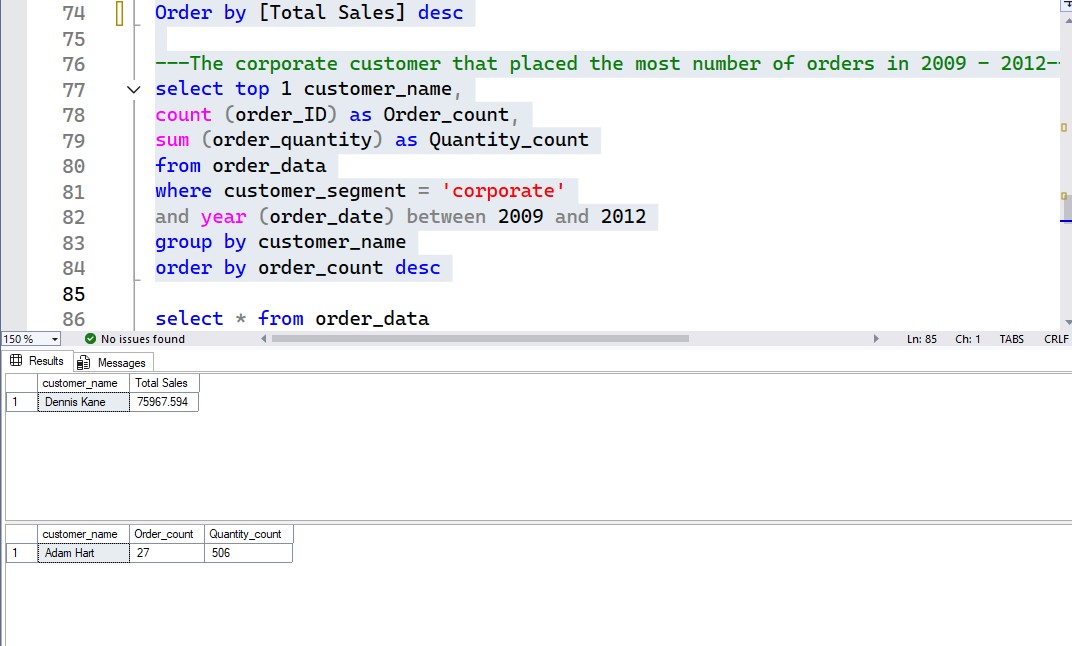 74 Order by [Total Sales] desc
75
76 ---The corporate customer that placed the most number of orders in 2009 - 2012-
77 select top 1 customer_name,
78 count (order_ID) as Order_count,
79 sum (order_quantity) as Quantity_count
80 from order_data
81 where customer_segment = 'corporate'
82 and year (order_date) between 2009 and 2012
83 group by customer_name
84 order by order_count desc
85
86 select * from order_data
150 % No issues found Ln: 85 Ch: 1 TABS CRLF
Results Messages
customer_name Total Sales
1 Dennis Kane 75967.594
customer_name Order_count Quantity_count
1 Adam Hart 27 506